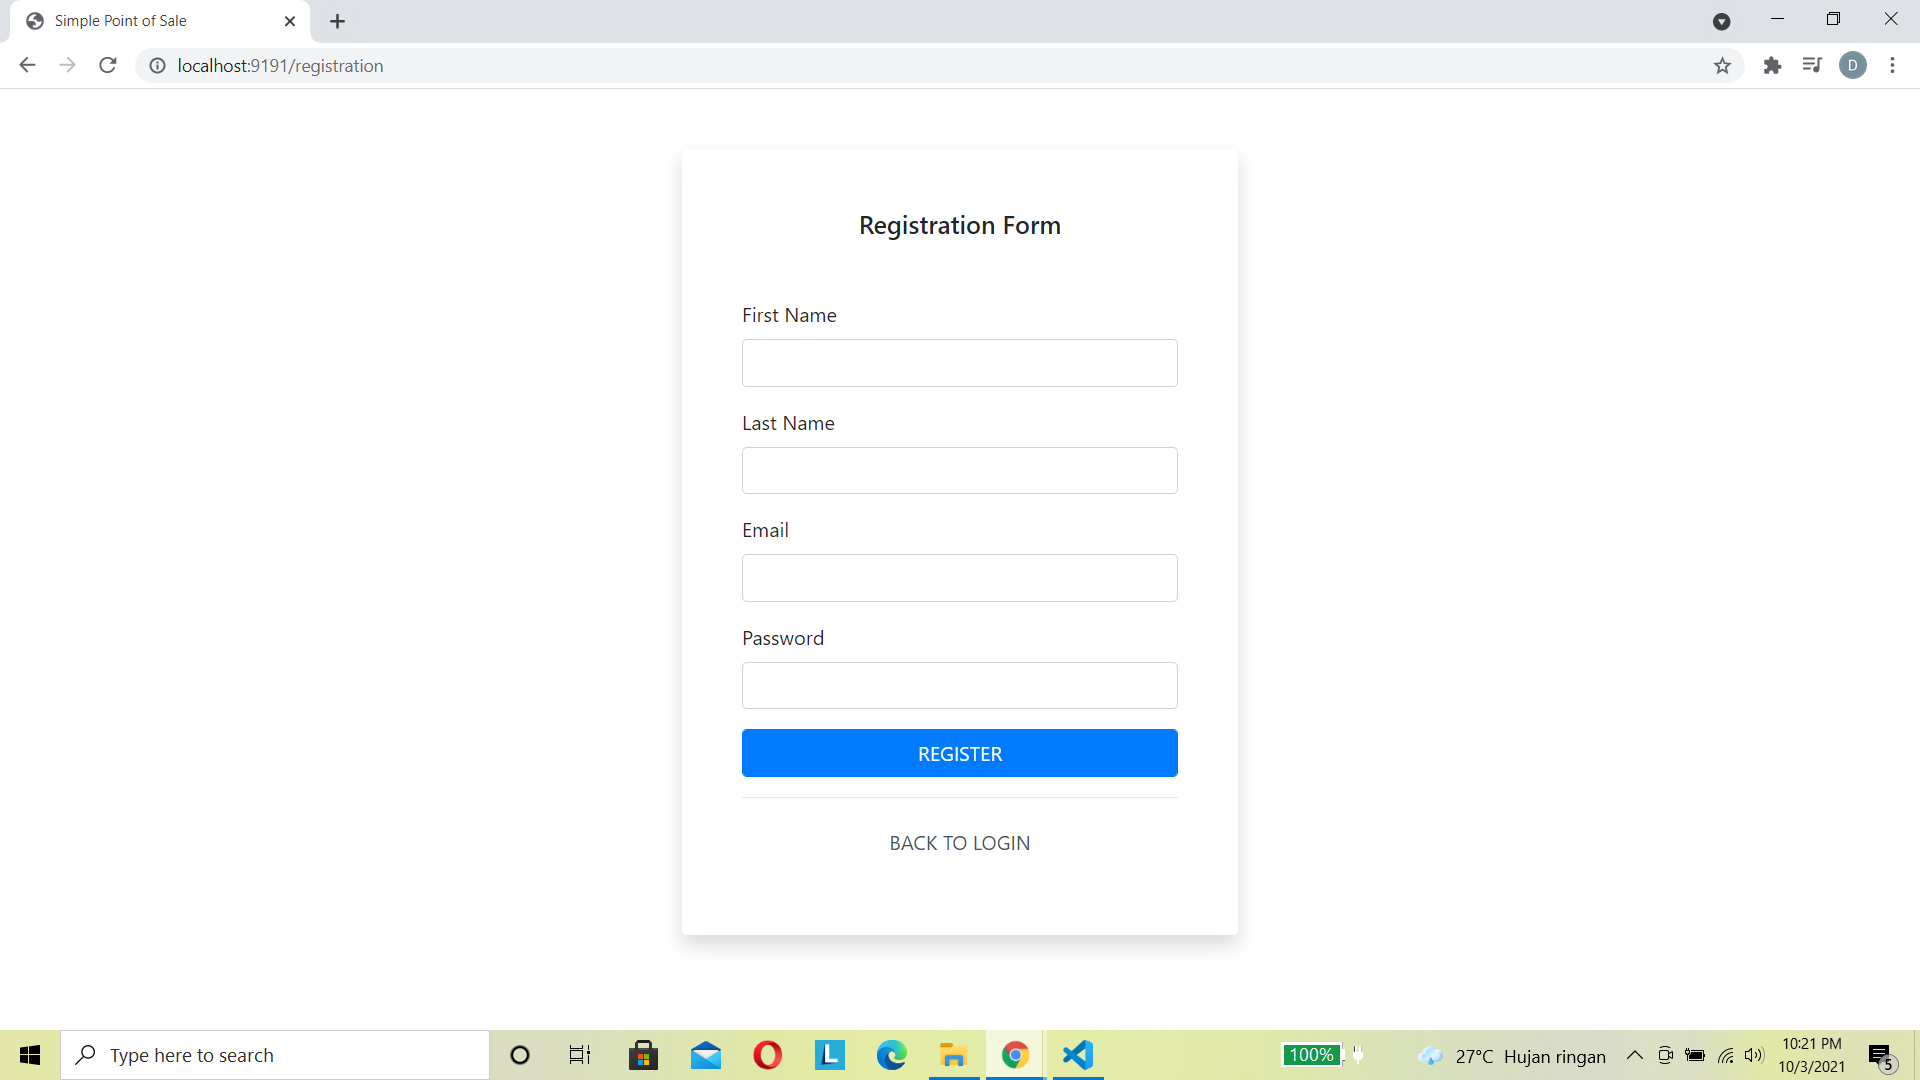 Simple Point of Sale
localhost:9191/registration
D
Registration Form
First Name
Last Name
Email
Password
REGISTER
BACK TO LOGIN
Type here to search
L
100%
27°C Hujan ringan
10:21 PM
10/3/2021
5